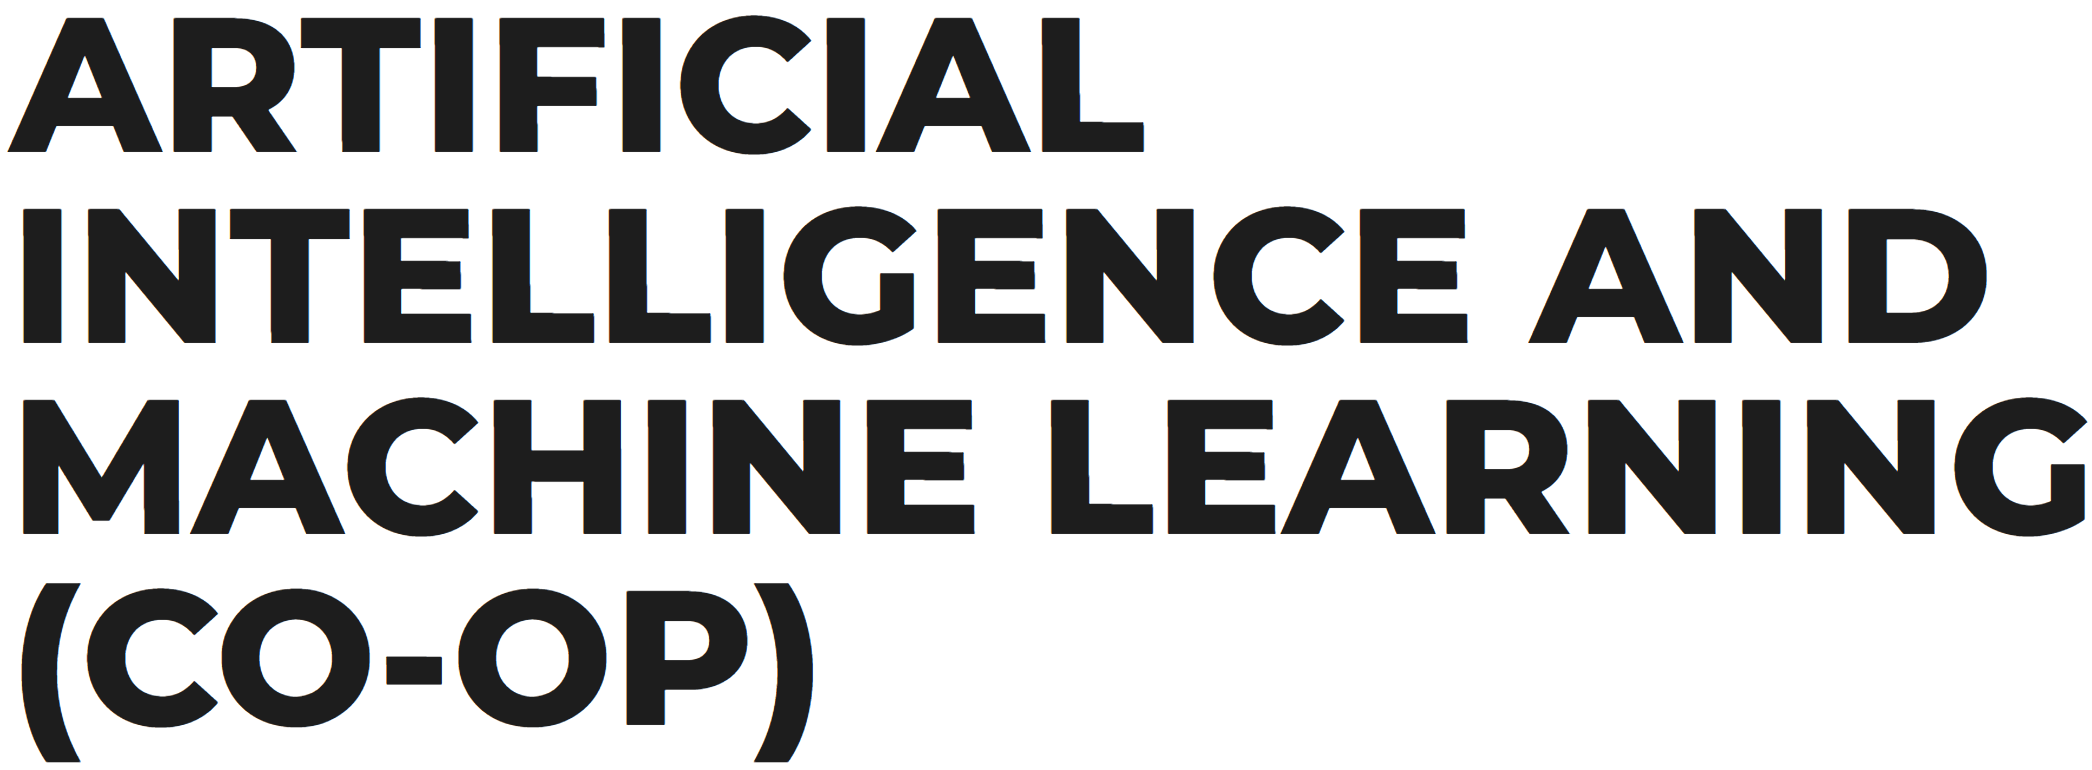 ARTIFICIAL
INTELLIGENCE AND
MACHINE LEARNING
(CO-OP)